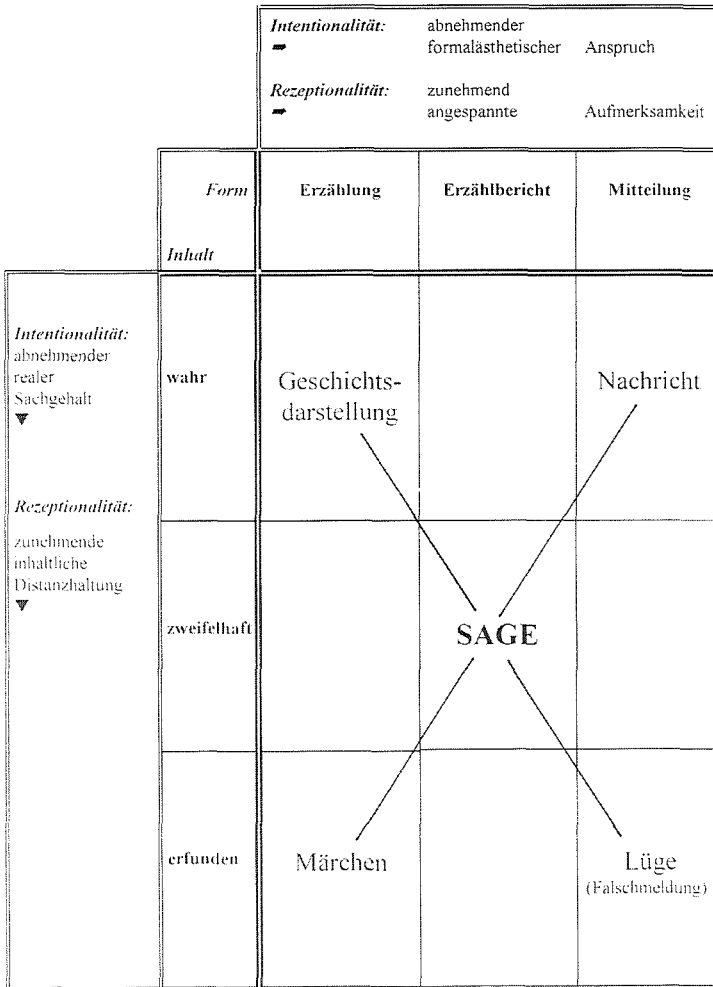 Intentionalität: abnehmender
➡ formalästhetischer Anspruch
Rezeptionalität: zunehmend
➡ angespannte Aufmerksamkeit
Form Erzählung Erzählbericht Mitteilung
Inhalt
Intentionalität:
abnehmender
realer
Sachgehalt
▼
wahr Geschichts-
darstellung
Nachricht
Rezeptionalität:
zunehmende
inhaltliche
Distanzhaltung
▼
zweifelhaft SAGE
erfunden Märchen Lüge
(Falschmeldung)